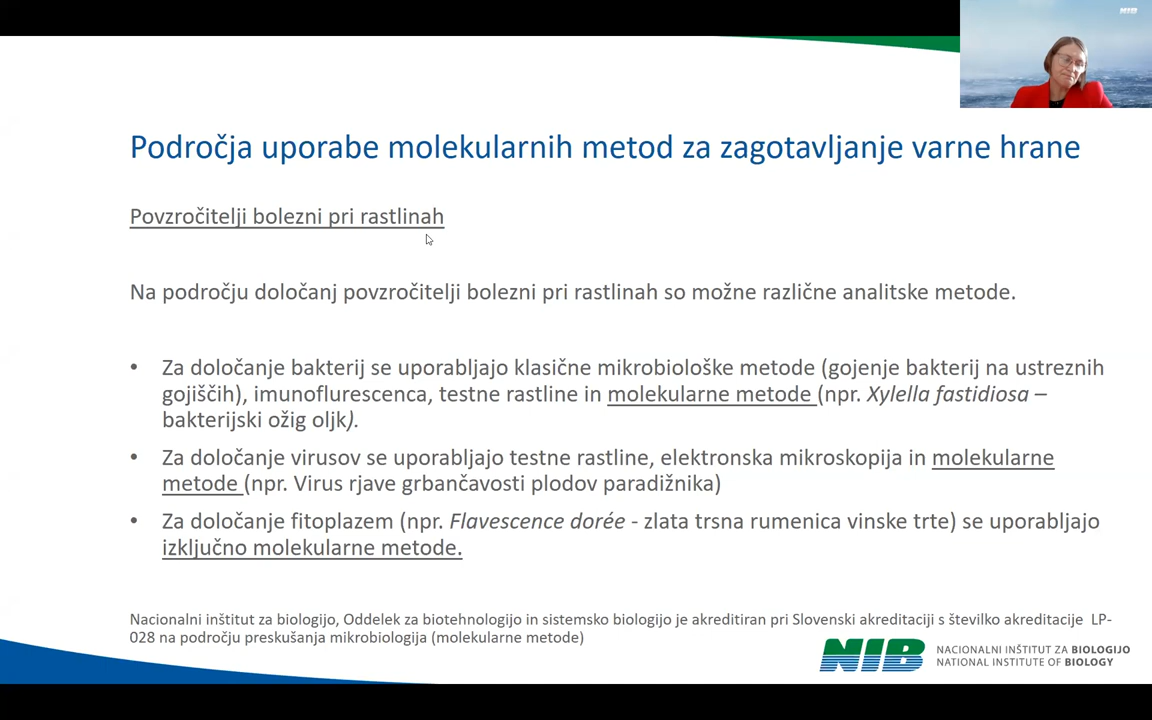 NIB
Področja uporabe molekularnih metod za zagotavljanje varne hrane
Povzročitelji bolezni pri rastlinah
Na področju določanj povzročitelji bolezni pri rastlinah so možne različne analitske metode.
• Za določanje bakterij se uporabljajo klasične mikrobiološke metode (gojenje bakterij na ustreznih
gojiščih), imunoflurescenca, testne rastline in molekularne metode (npr. Xylella fastidiosa –
bakterijski ožig oljk).
• Za določanje virusov se uporabljajo testne rastline, elektronska mikroskopija in molekularne
metode (npr. Virus rjave grbančavosti plodov paradižnika)
• Za določanje fitoplazem (npr. Flavescence dorée - zlata trsna rumenica vinske trte) se uporabljajo
izključno molekularne metode.
Nacionalni inštitut za biologijo, Oddelek za biotehnologijo in sistemsko biologijo je akreditiran pri Slovenski akreditaciji s številko akreditacije LP-
028 na področju preskušanja mikrobiologija (molekularne metode)
NIB
NACIONALNI INŠTITUT ZA BIOLOGIJO
NATIONAL INSTITUTE OF BIOLOGY